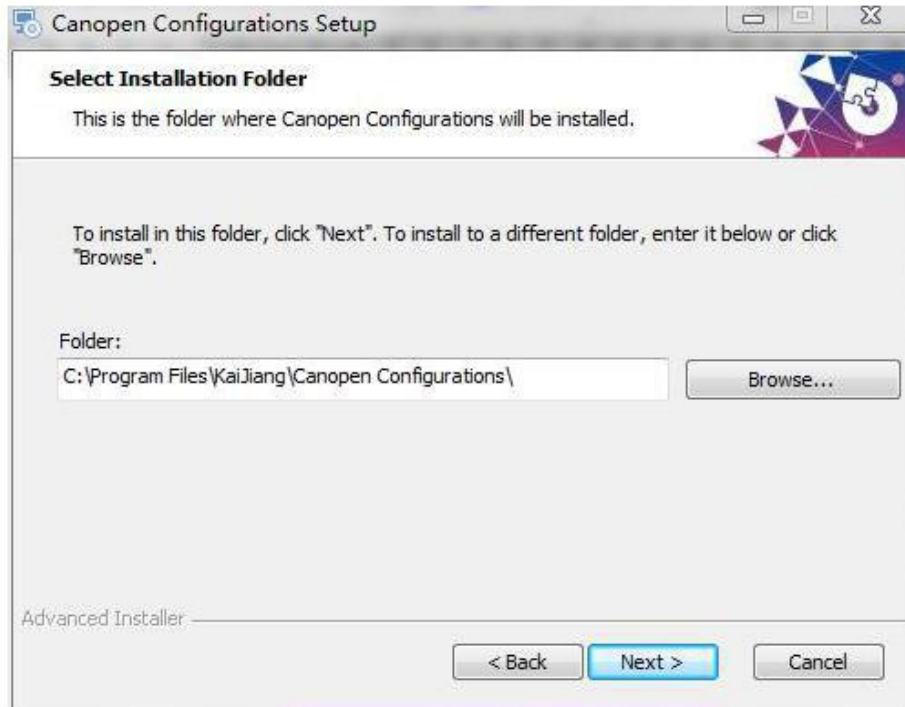 Canopen Configurations Setup
Select Installation Folder
This is the folder where Canopen Configurations will be installed.
To install in this folder, click "Next". To install to a different folder, enter it below or click
"Browse".
Folder:
C:\Program Files\KaiJiang\Canopen Configurations\
Browse...
Advanced Installer
< Back
Next >
Cancel